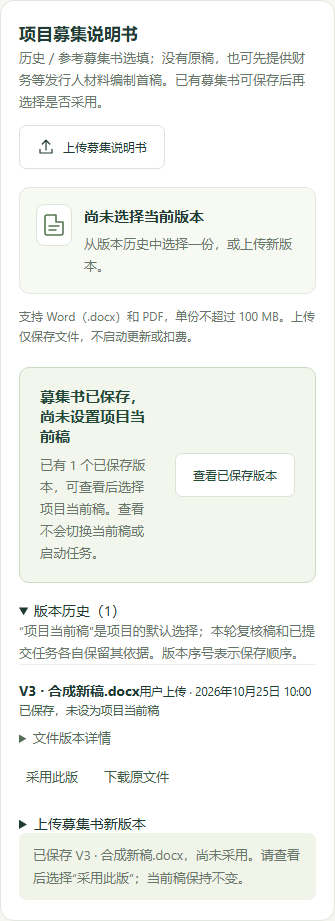 项目募集说明书
历史 / 参考募集书选填；没有原稿，也可先提供财
务等发行人材料编制首稿。已有募集书可保存后再
选择是否采用。
上传募集说明书
尚未选择当前版本
从版本历史中选择一份，或上传新版
本。
支持 Word（.docx）和 PDF，单份不超过 100 MB。上传
仅保存文件，不启动更新或扣费。
募集书已保存，
尚未设置项目当
前稿
已有 1 个已保存版
本，可查看后选择
项目当前稿。查看
不会切换当前稿或
启动任务。
查看已保存版本
▼ 版本历史（1）
“项目当前稿”是项目的默认选择；本轮复核稿和已提
交任务各自保留其依据。版本序号表示保存顺序。
V3 · 合成新稿.docx用户上传 · 2026年10月25日 10:00
已保存，未设为项目当前稿
▶ 文件版本详情
采用此版 下载原文件
▶ 上传募集书新版本
已保存 V3 · 合成新稿.docx，尚未采用。请查看
后选择“采用此版”；当前稿保持不变。